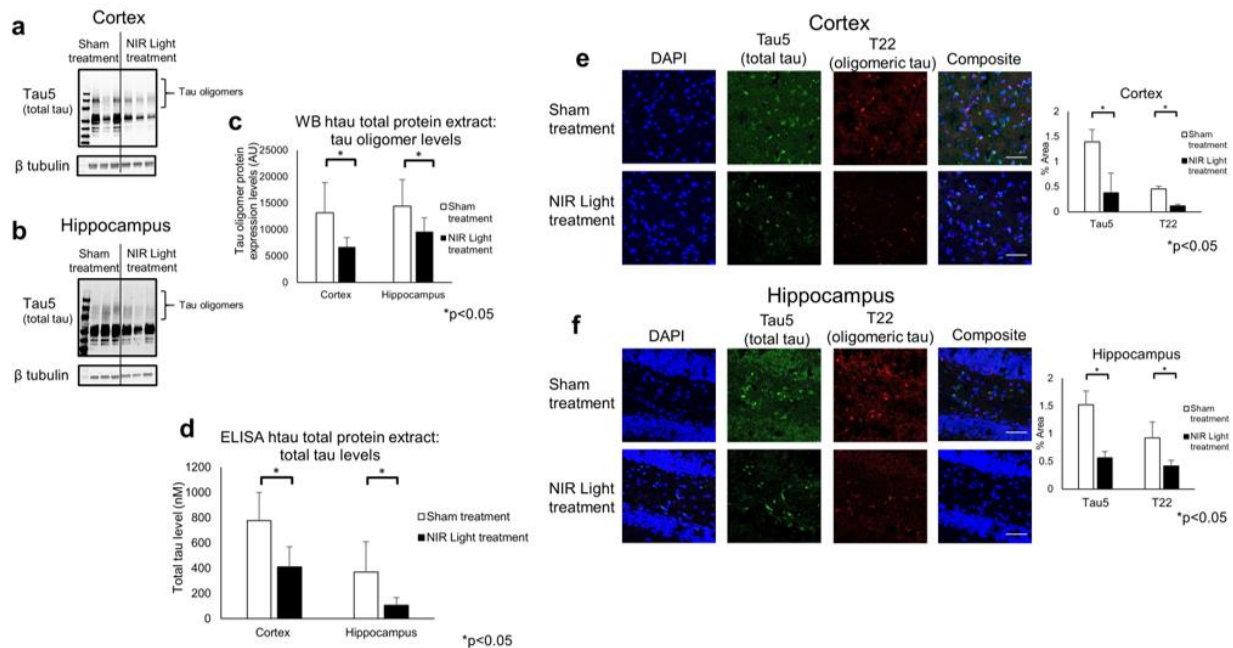 a
Cortex
Sham treatment
NIR Light treatment
Tau5 (total tau)
Tau oligomers
β tubulin
b
Hippocampus
Sham treatment
NIR Light treatment
Tau5 (total tau)
Tau oligomers
β tubulin
c
WB htau total protein extract:
tau oligomer levels
Tau oligomer protein
expression levels (AU)
25000
20000
15000
10000
5000
0
Cortex
Hippocampus
*
*
Sham treatment
NIR Light treatment
*p<0.05
d
ELISA htau total protein extract:
total tau levels
Total tau level (nM)
1200
1000
800
600
400
200
0
Cortex
Hippocampus
*
*
Sham treatment
NIR Light treatment
*p<0.05
Cortex
e
DAPI
Tau5 (total tau)
T22 (oligomeric tau)
Composite
Sham treatment
NIR Light treatment
Cortex
% Area
2
1.5
1
0.5
0
Tau5
T22
*
*
Sham treatment
NIR Light treatment
*p<0.05
Hippocampus
f
DAPI
Tau5 (total tau)
T22 (oligomeric tau)
Composite
Sham treatment
NIR Light treatment
Hippocampus
% Area
2
1.5
1
0.5
0
Tau5
T22
*
*
Sham treatment
NIR Light treatment
*p<0.05